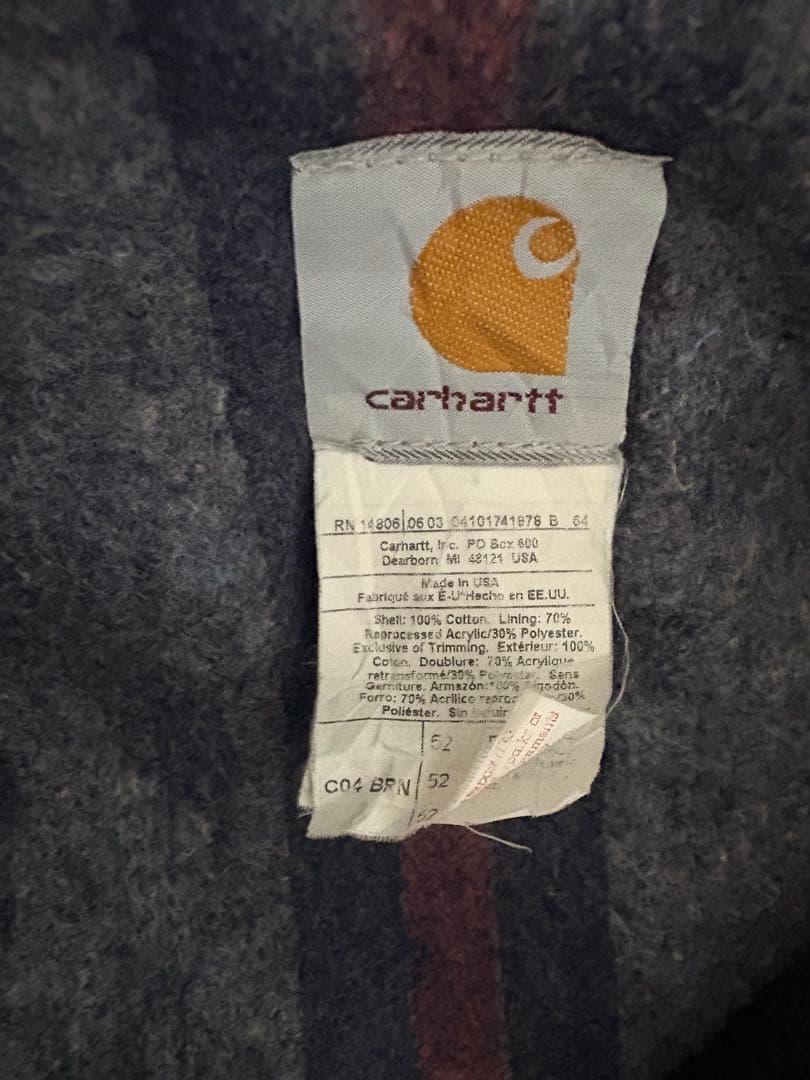 carhartt
RN 14806 06 03 04101741978 B 64
Carhartt, Inc. PO Box 600
Dearborn MI 48121 USA
Made in USA
Fabriqué aux É-U Hecho en EE.UU.
Shell: 100% Cotton. Lining: 70%
Reprocessed Acrylic/30% Polyester.
Exclusive of Trimming. Extérieur: 100%
Coton. Doublure: 70% Acrylique
retransformé/30% Polyester. Sans
Garniture. Armazón: 100% Algodón.
Forro: 70% Acrílico 30%
Poliéster. Sin
52
C04 BRN 52
52